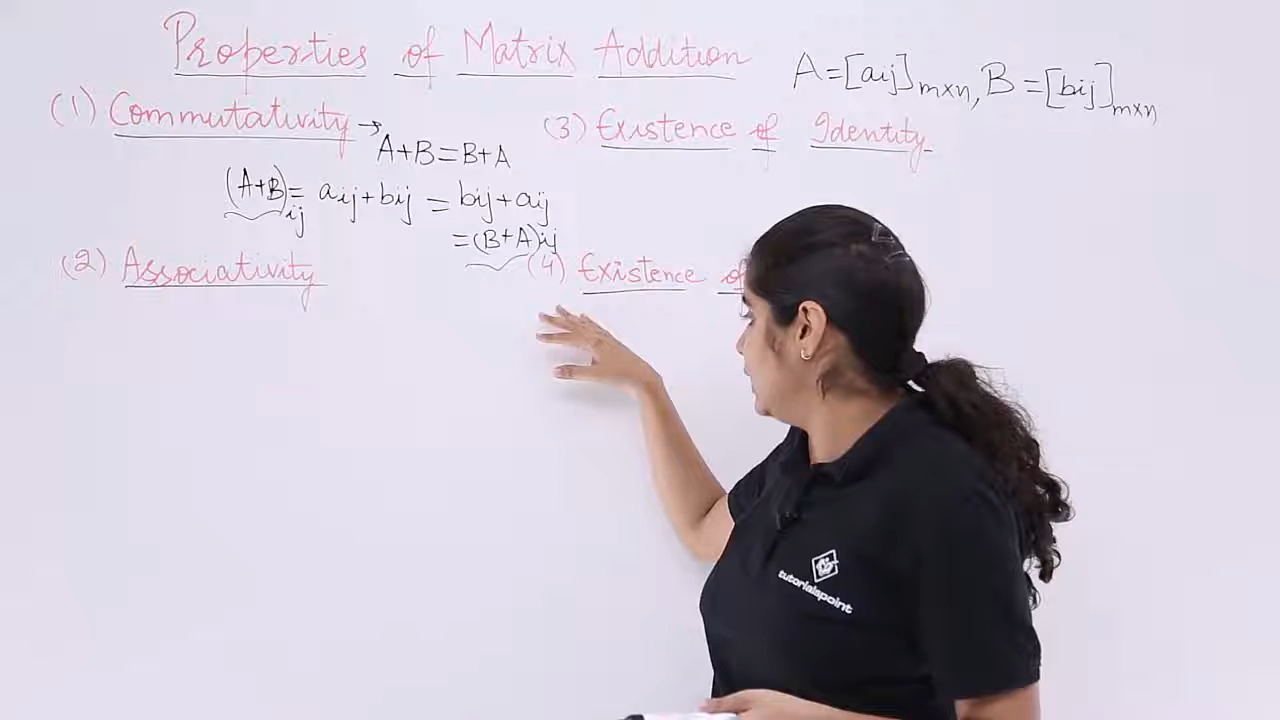 Properties of Matrix Addition
A=[aij]m×n, B=[bij]m×n
(1) Commutativity → A+B=B+A
(A+B)ij = aij+bij = bij+aij
=(B+A)ij
(2) Associativity
(3) Existence of Identity
(4) Existence of
tutorialspoint